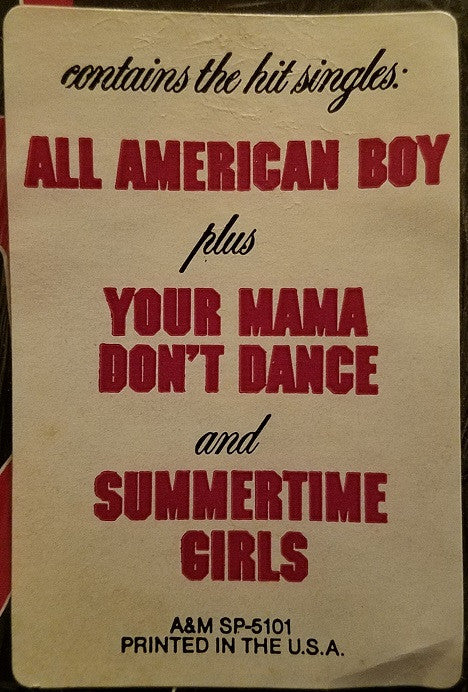 contains the hit singles:
ALL AMERICAN BOY
plus
YOUR MAMA
DON'T DANCE
and
SUMMERTIME
GIRLS
A&M SP-5101
PRINTED IN THE U.S.A.